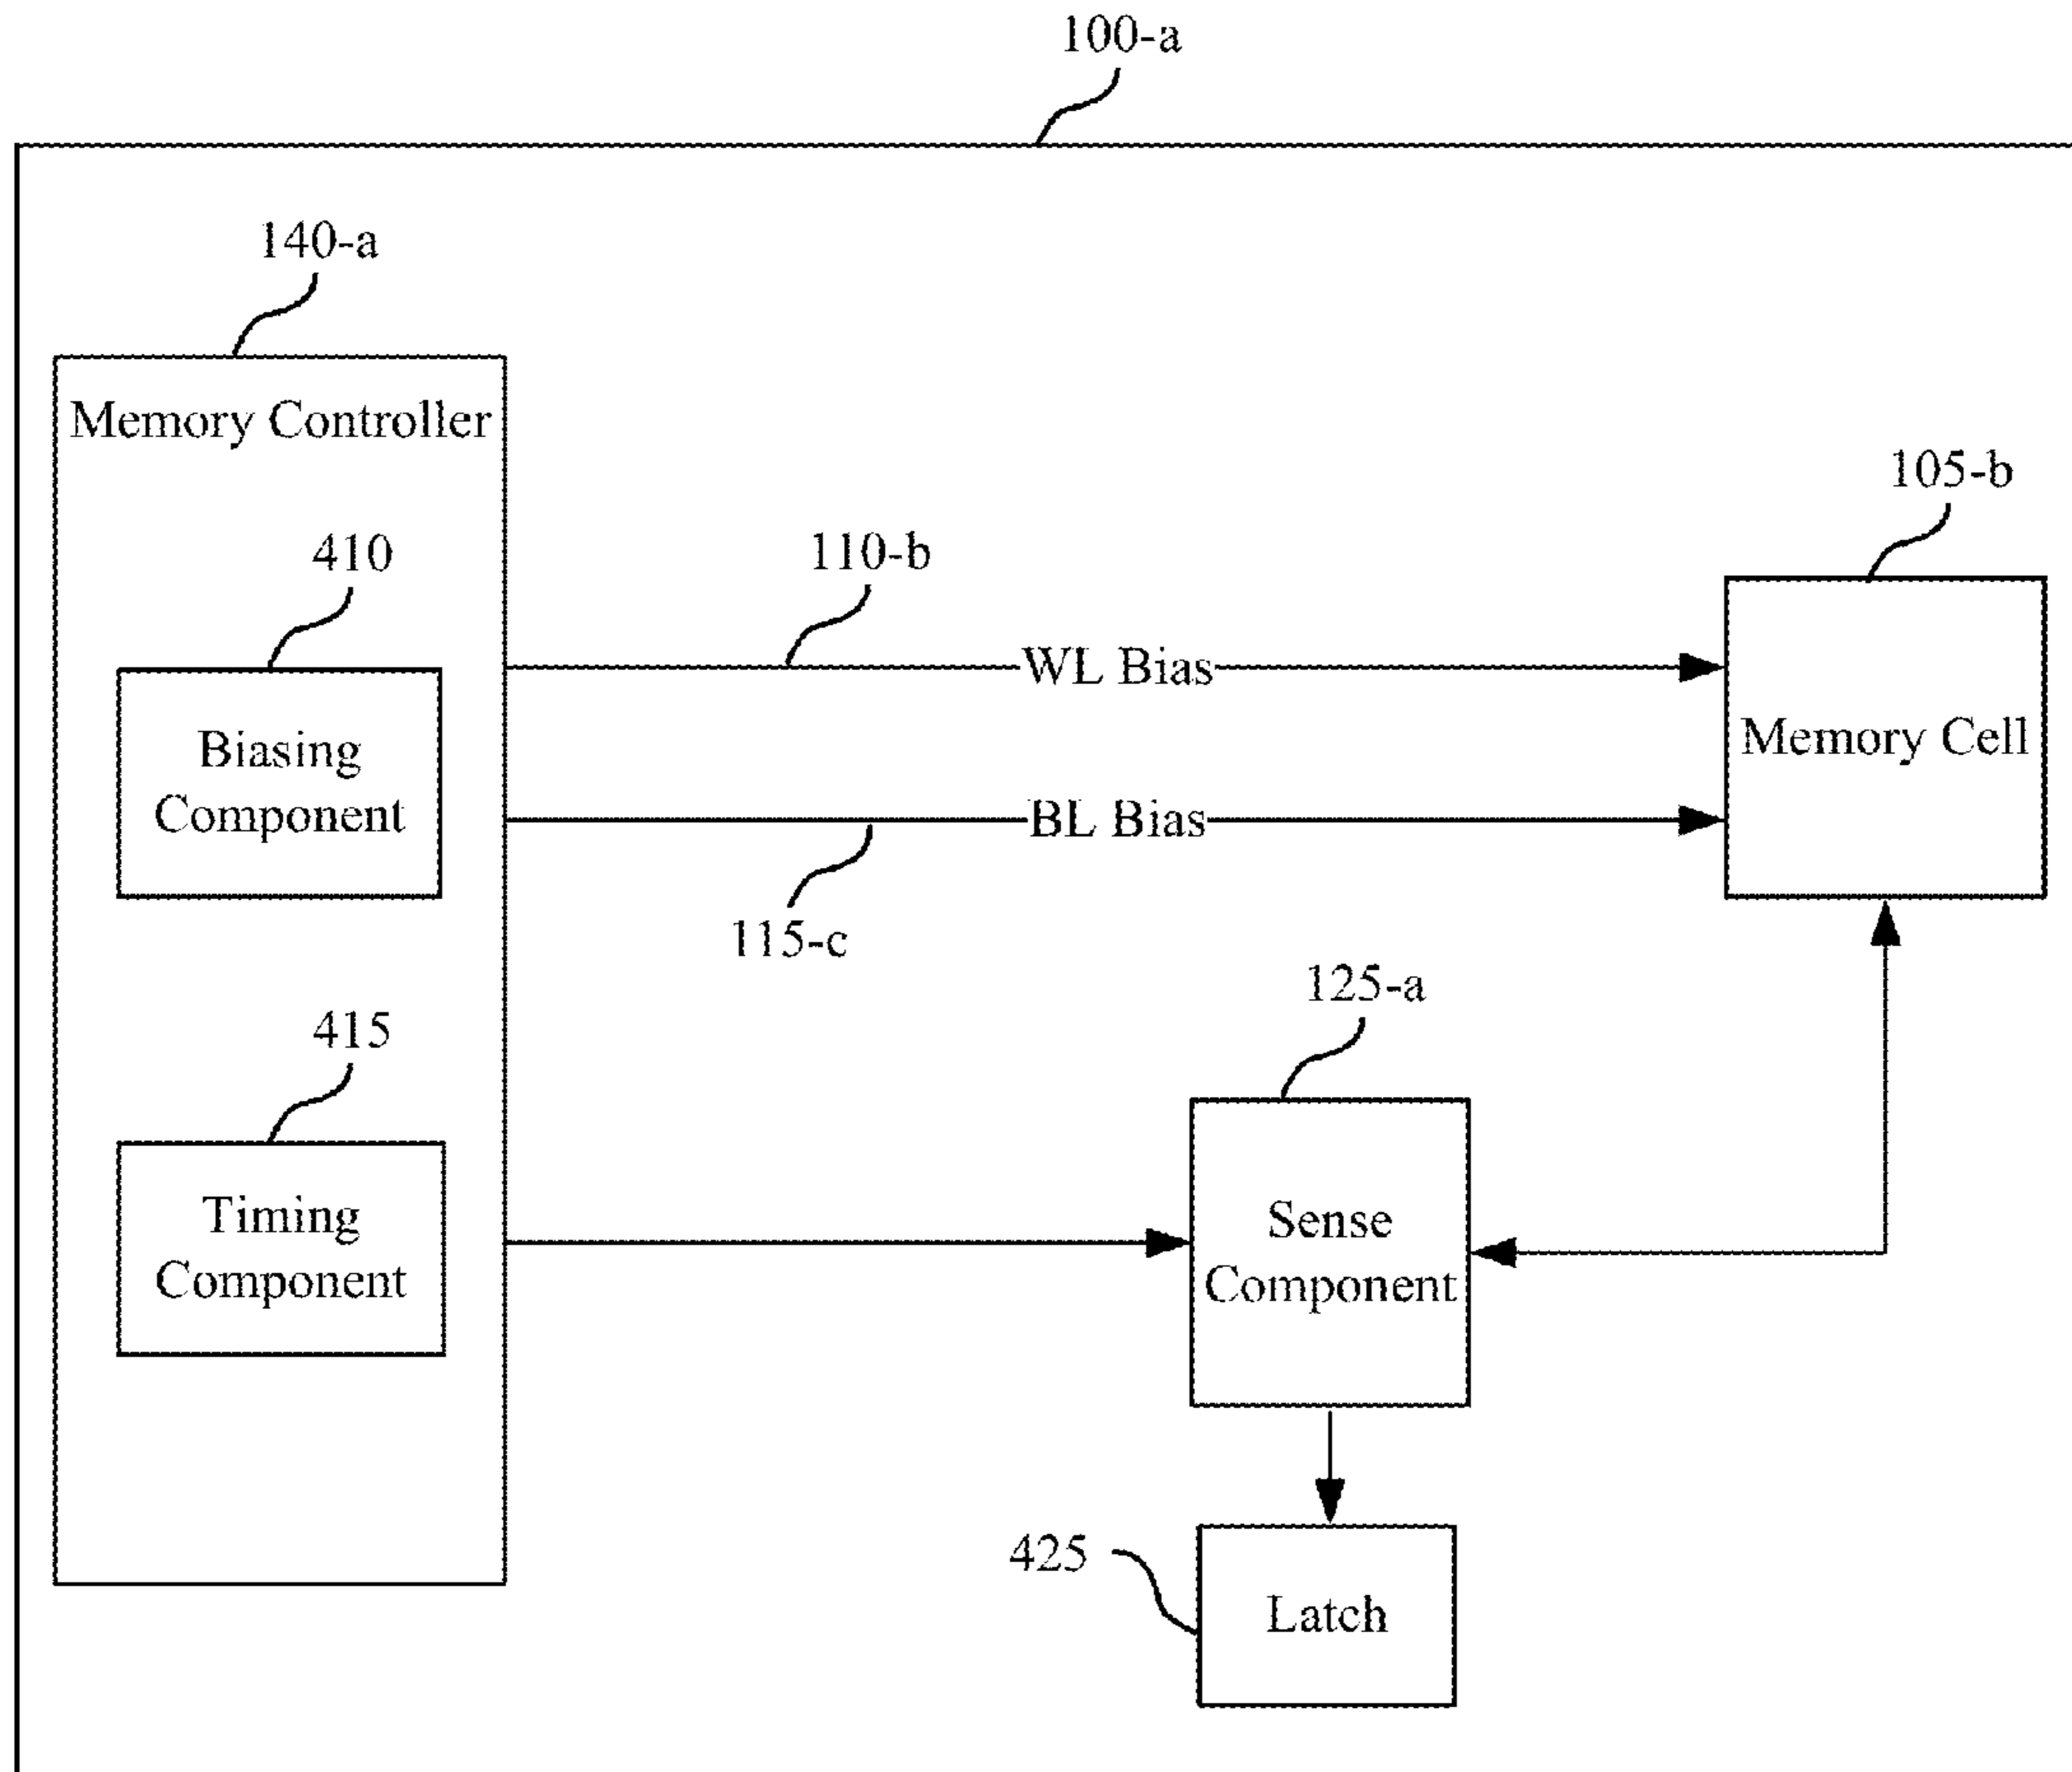 100-a
140-a
Memory Controller
105-b
410
110-b
WL Bias
Biasing
Component
Memory Cell
BL Bias
115-c
125-a
415
Timing
Component
Sense
Component
425
Latch